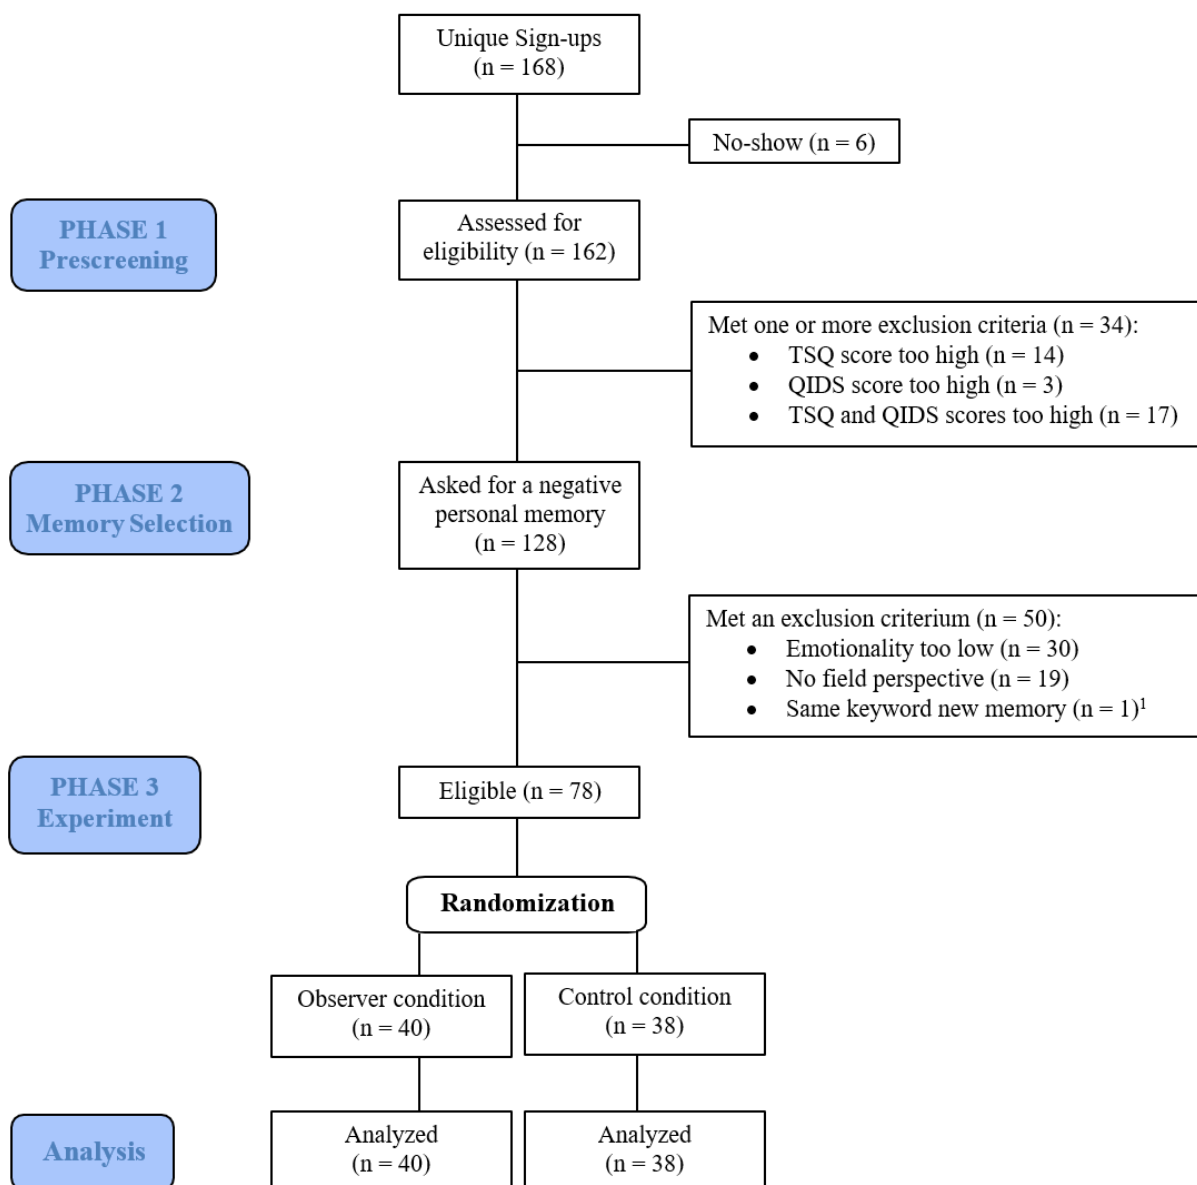 Unique Sign-ups
(n = 168)
No-show (n = 6)
PHASE 1
Prescreening
Assessed for
eligibility (n = 162)
Met one or more exclusion criteria (n = 34):
• TSQ score too high (n = 14)
• QIDS score too high (n = 3)
• TSQ and QIDS scores too high (n = 17)
PHASE 2
Memory Selection
Asked for a negative
personal memory
(n = 128)
Met an exclusion criterium (n = 50):
• Emotionality too low (n = 30)
• No field perspective (n = 19)
• Same keyword new memory (n = 1)¹
PHASE 3
Experiment
Eligible (n = 78)
Randomization
Observer condition
(n = 40)
Control condition
(n = 38)
Analysis
Analyzed
(n = 40)
Analyzed
(n = 38)